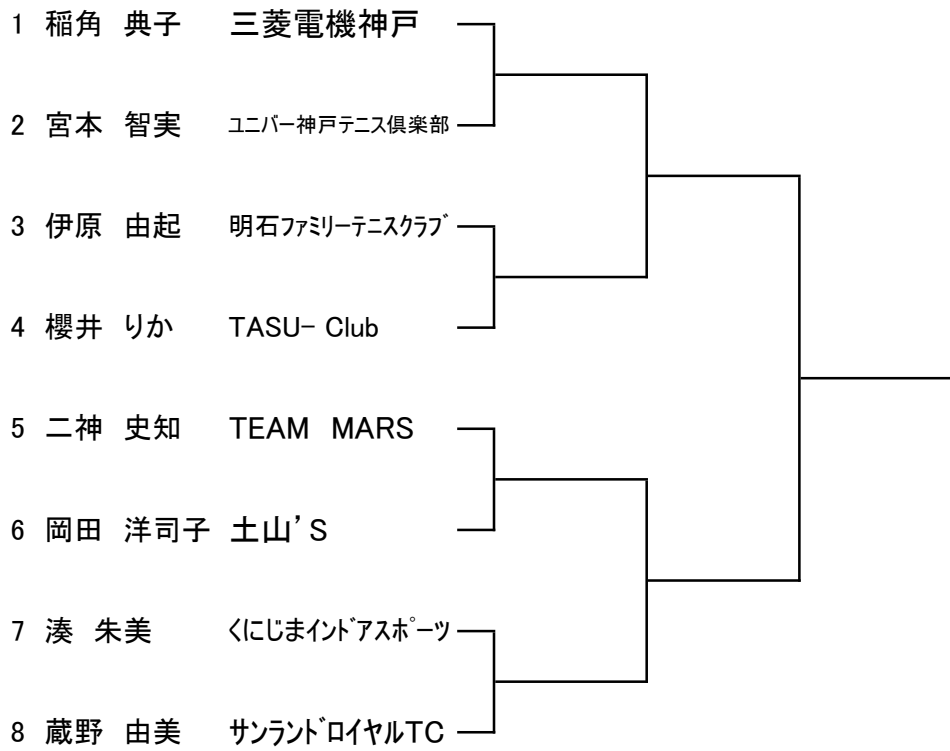 1 稲角 典子 三菱電機神戸
2 宮本 智実 ユニバー神戸テニス倶楽部
3 伊原 由起 明石ファミリーテニスクラブ
4 櫻井 りか TASU- Club
5 二神 史知 TEAM MARS
6 岡田 洋司子 土山'S
7 湊 朱美 くにじまインドアスポーツ
8 蔵野 由美 サンランドロイヤルTC